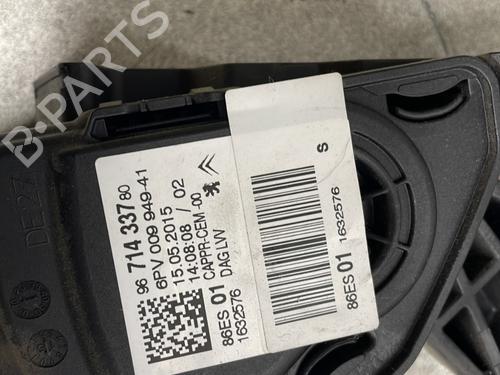 B-PARTS
DE27
96 714 337 80
6PV 009 949-41
15.05.2015
14:08:08 / 02
CAPPR-CEM -00
DAG LVV
86ES 01
1632576
S
86ES 01
1632576